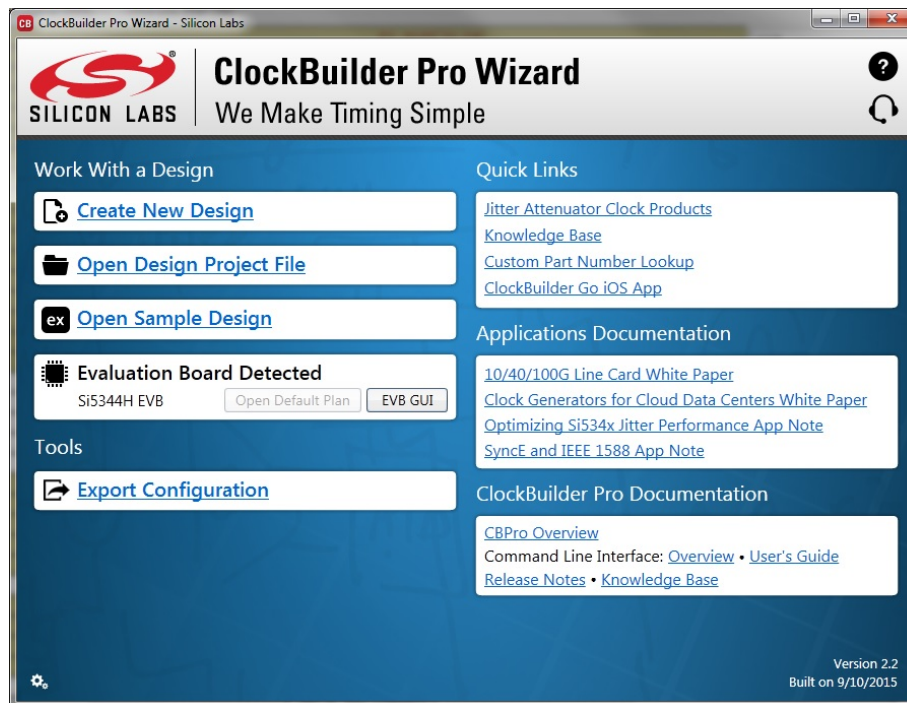 CB ClockBuilder Pro Wizard - Silicon Labs
SILICON LABS
®
ClockBuilder Pro Wizard
We Make Timing Simple
?
Work With a Design
Create New Design
Open Design Project File
ex Open Sample Design
Evaluation Board Detected
Si5344H EVB Open Default Plan EVB GUI
Tools
Export Configuration
Quick Links
Jitter Attenuator Clock Products
Knowledge Base
Custom Part Number Lookup
ClockBuilder Go iOS App
Applications Documentation
10/40/100G Line Card White Paper
Clock Generators for Cloud Data Centers White Paper
Optimizing Si534x Jitter Performance App Note
SyncE and IEEE 1588 App Note
ClockBuilder Pro Documentation
CBPro Overview
Command Line Interface: Overview • User's Guide
Release Notes • Knowledge Base
Version 2.2
Built on 9/10/2015